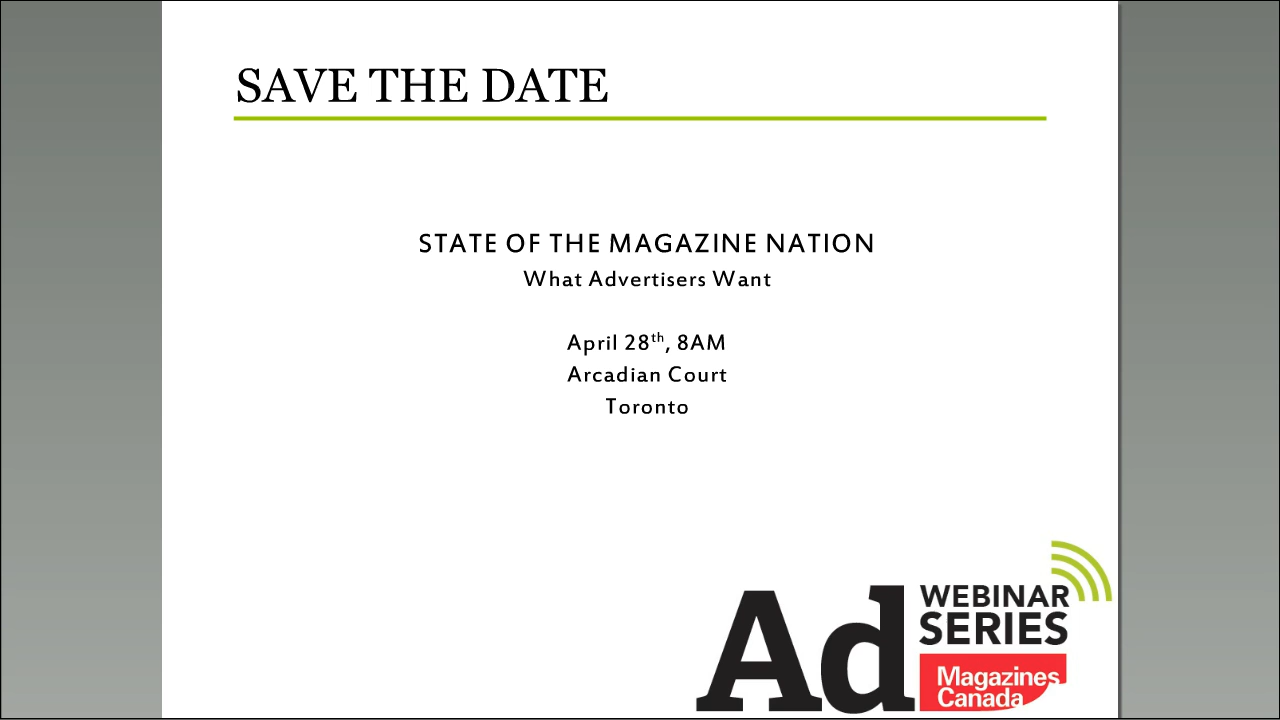 SAVE THE DATE
STATE OF THE MAGAZINE NATION
What Advertisers Want
April 28th, 8AM
Arcadian Court
Toronto
Ad
WEBINAR
SERIES
Magazines
Canada